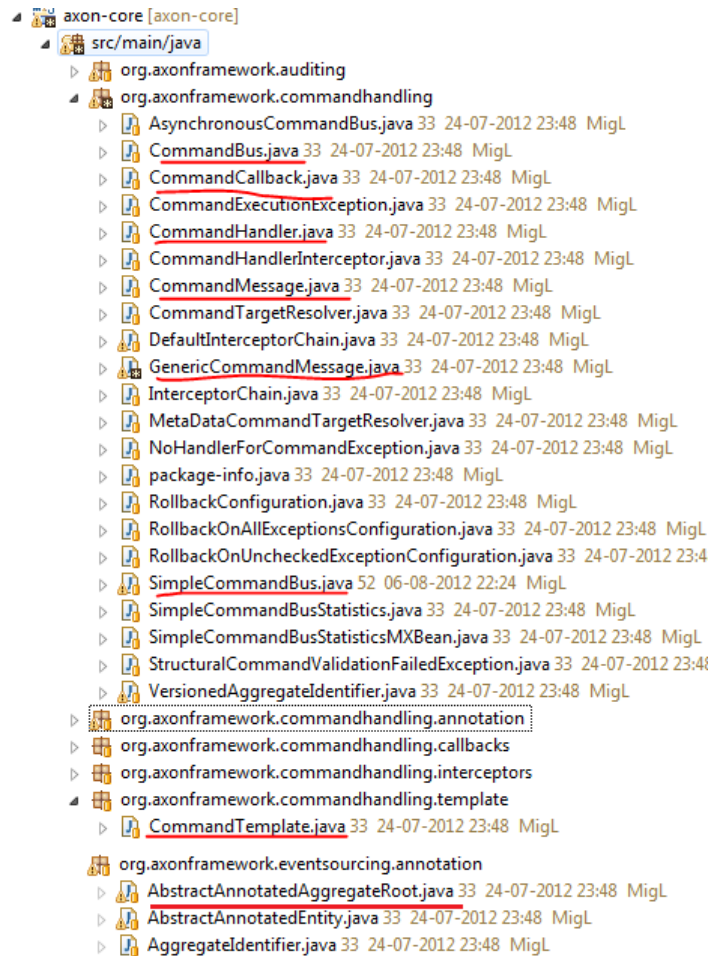 axon-core [axon-core]
src/main/java
org.axonframework.auditing
org.axonframework.commandhandling
AsynchronousCommandBus.java 33 24-07-2012 23:48 MigL
CommandBus.java 33 24-07-2012 23:48 MigL
CommandCallback.java 33 24-07-2012 23:48 MigL
CommandExecutionException.java 33 24-07-2012 23:48 MigL
CommandHandler.java 33 24-07-2012 23:48 MigL
CommandHandlerInterceptor.java 33 24-07-2012 23:48 MigL
CommandMessage.java 33 24-07-2012 23:48 MigL
CommandTargetResolver.java 33 24-07-2012 23:48 MigL
DefaultInterceptorChain.java 33 24-07-2012 23:48 MigL
GenericCommandMessage.java 33 24-07-2012 23:48 MigL
InterceptorChain.java 33 24-07-2012 23:48 MigL
MetaDataCommandTargetResolver.java 33 24-07-2012 23:48 MigL
NoHandlerForCommandException.java 33 24-07-2012 23:48 MigL
package-info.java 33 24-07-2012 23:48 MigL
RollbackConfiguration.java 33 24-07-2012 23:48 MigL
RollbackOnAllExceptionsConfiguration.java 33 24-07-2012 23:48 MigL
RollbackOnUncheckedExceptionConfiguration.java 33 24-07-2012 23:4
SimpleCommandBus.java 52 06-08-2012 22:24 MigL
SimpleCommandBusStatistics.java 33 24-07-2012 23:48 MigL
SimpleCommandBusStatisticsMXBean.java 33 24-07-2012 23:48 MigL
StructuralCommandValidationFailedException.java 33 24-07-2012 23:48
VersionedAggregateIdentifier.java 33 24-07-2012 23:48 MigL
org.axonframework.commandhandling.annotation
org.axonframework.commandhandling.callbacks
org.axonframework.commandhandling.interceptors
org.axonframework.commandhandling.template
CommandTemplate.java 33 24-07-2012 23:48 MigL
org.axonframework.eventsourcing.annotation
AbstractAnnotatedAggregateRoot.java 33 24-07-2012 23:48 MigL
AbstractAnnotatedEntity.java 33 24-07-2012 23:48 MigL
AggregateIdentifier.java 33 24-07-2012 23:48 MigL